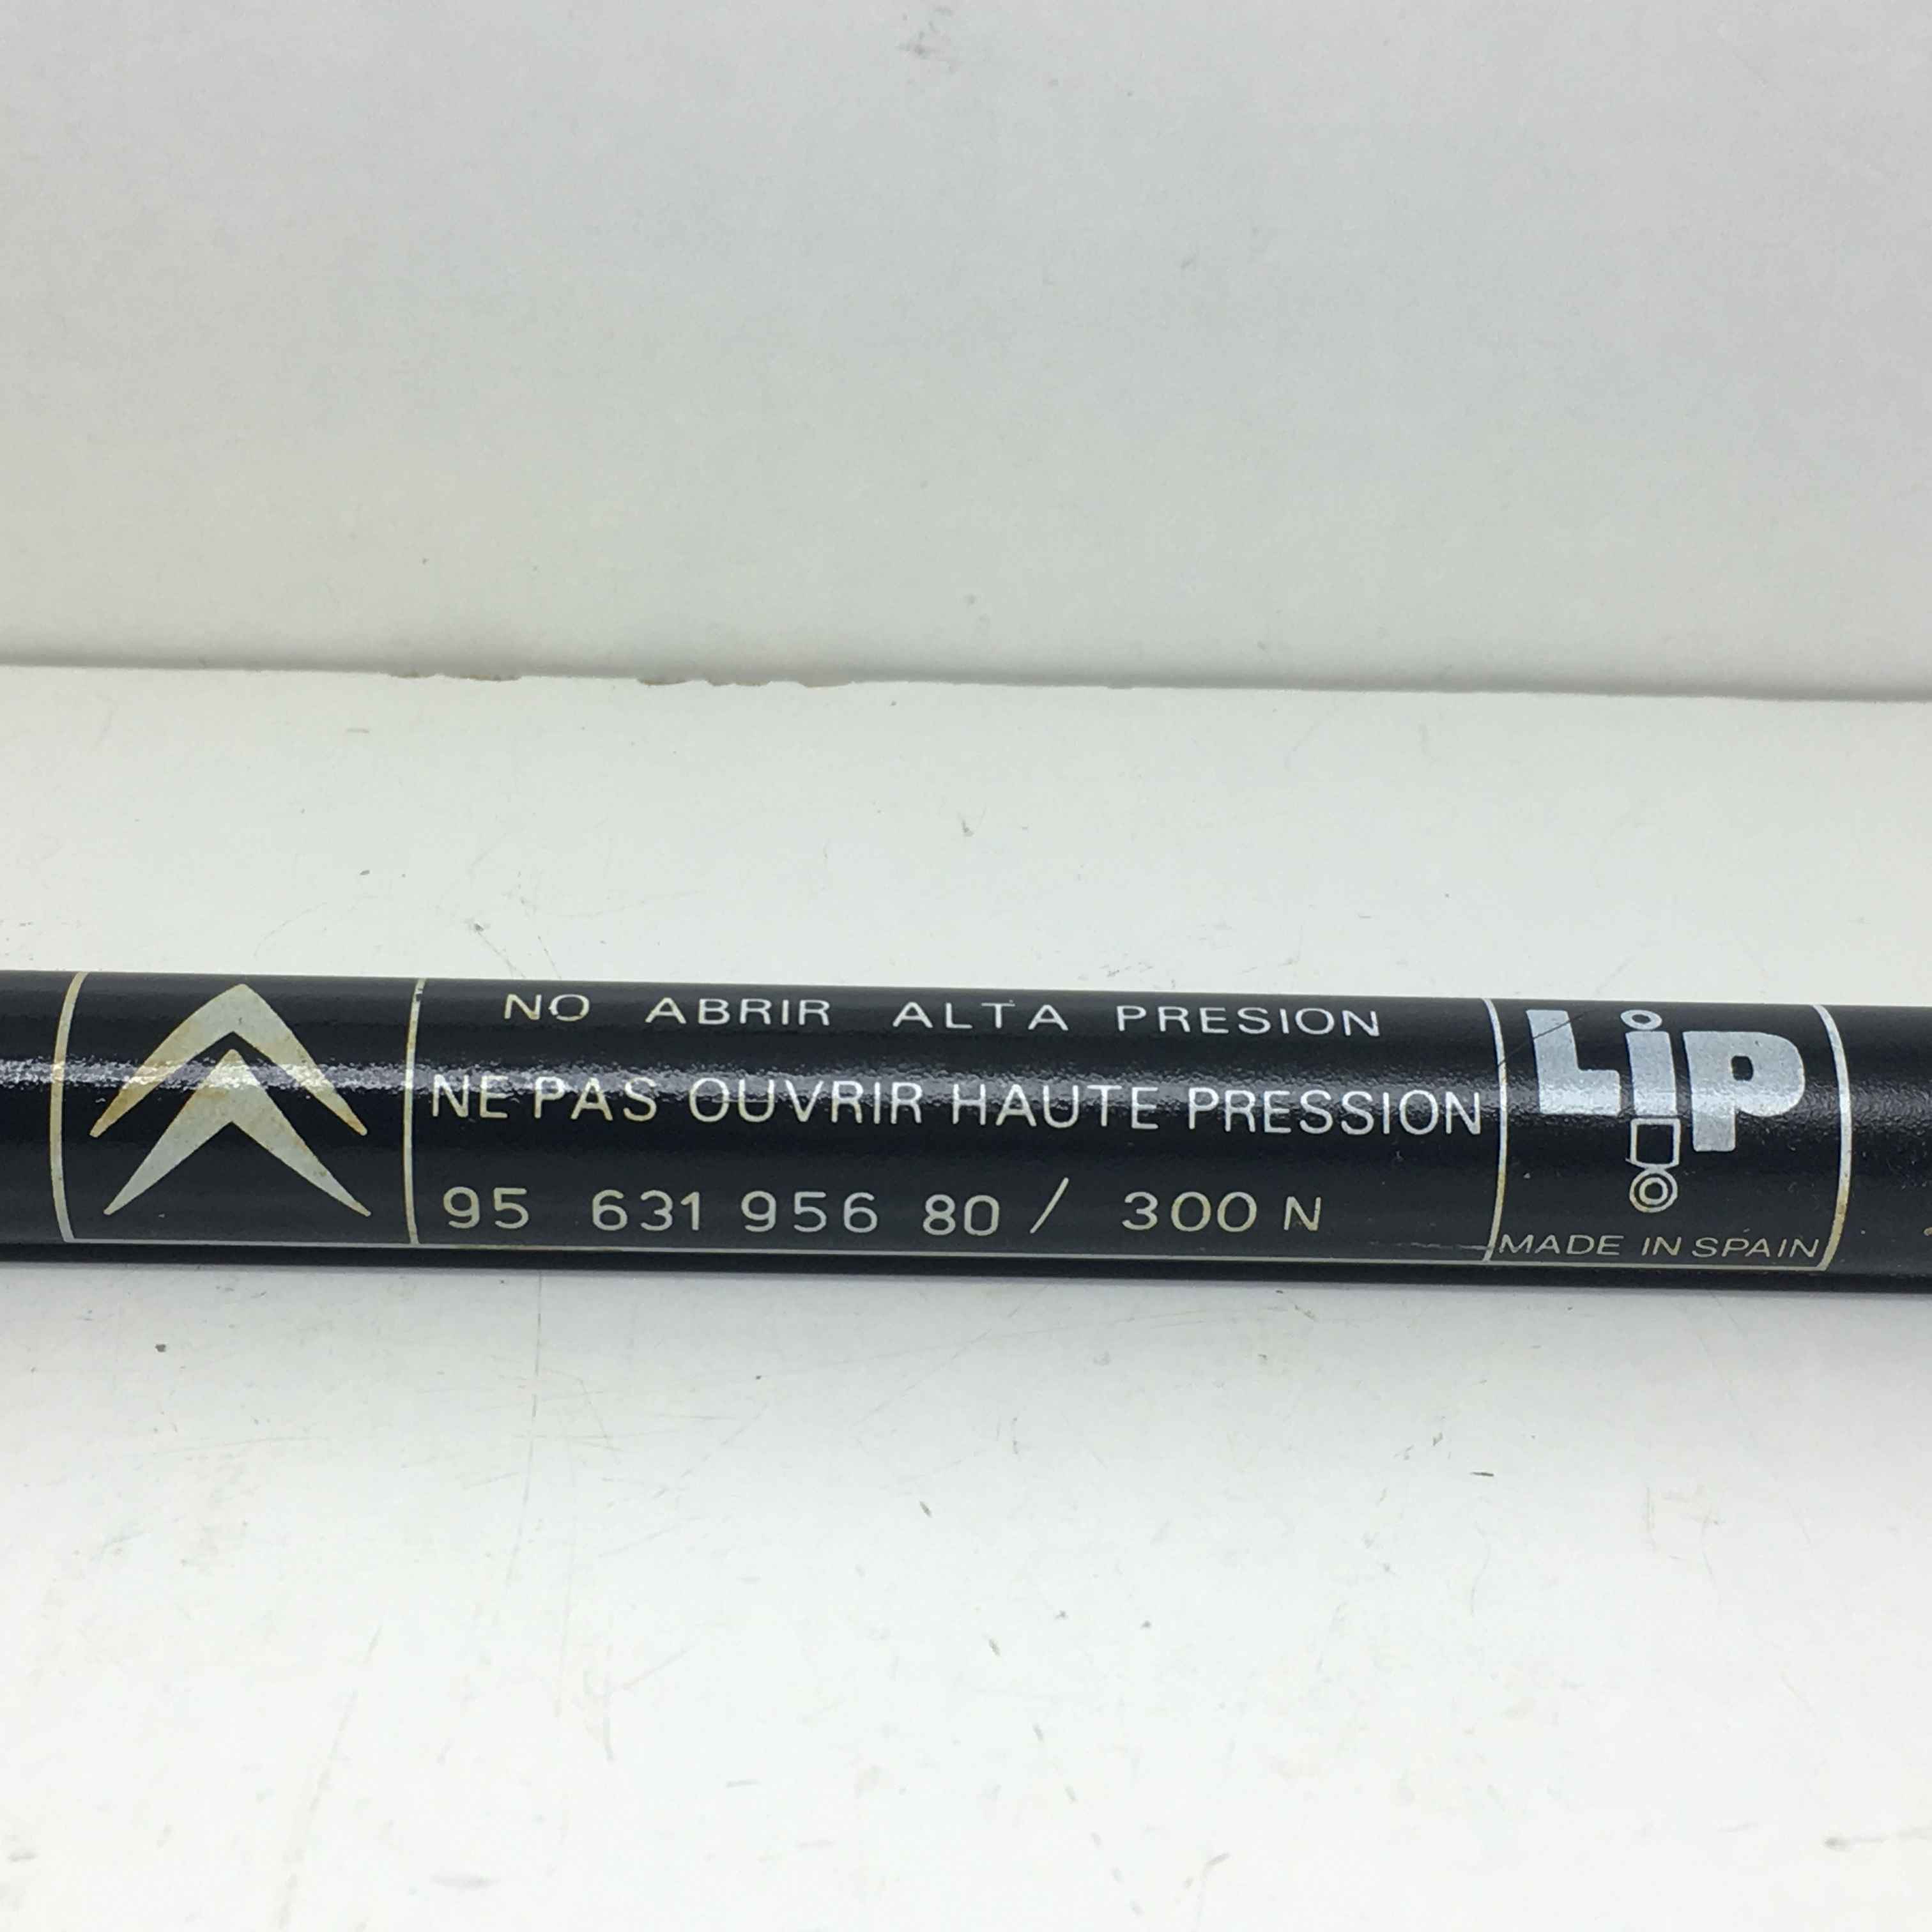 NO ABRIR ALTA PRESION
NE PAS OUVRIR HAUTE PRESSION
95 631 956 80 / 300 N
Lip
MADE IN SPAIN